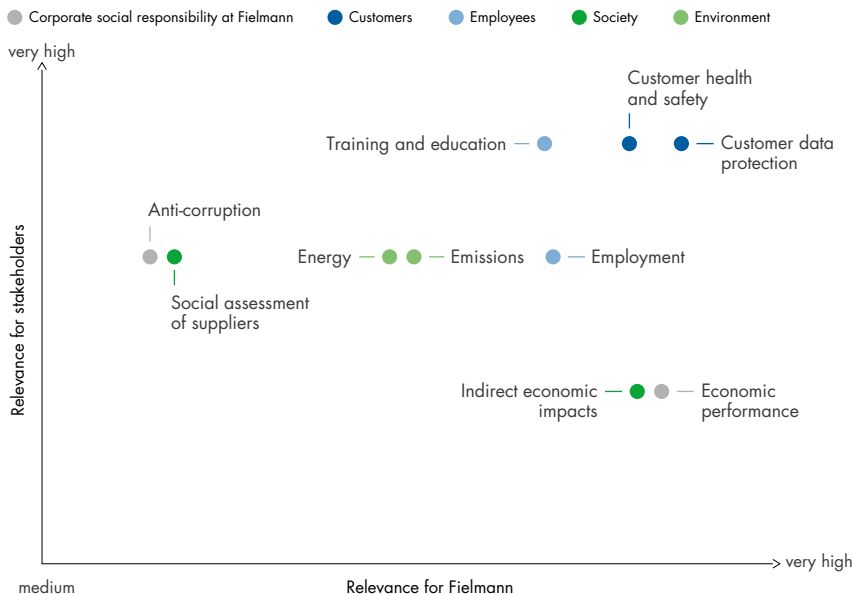 Corporate social responsibility at Fielmann
Customers
Employees
Society
Environment
very high
Customer health
and safety
Training and education
Customer data
protection
Anti-corruption
Energy
Emissions
Employment
Social assessment
of suppliers
Relevance for stakeholders
Indirect economic
impacts
Economic
performance
very high
medium
Relevance for Fielmann